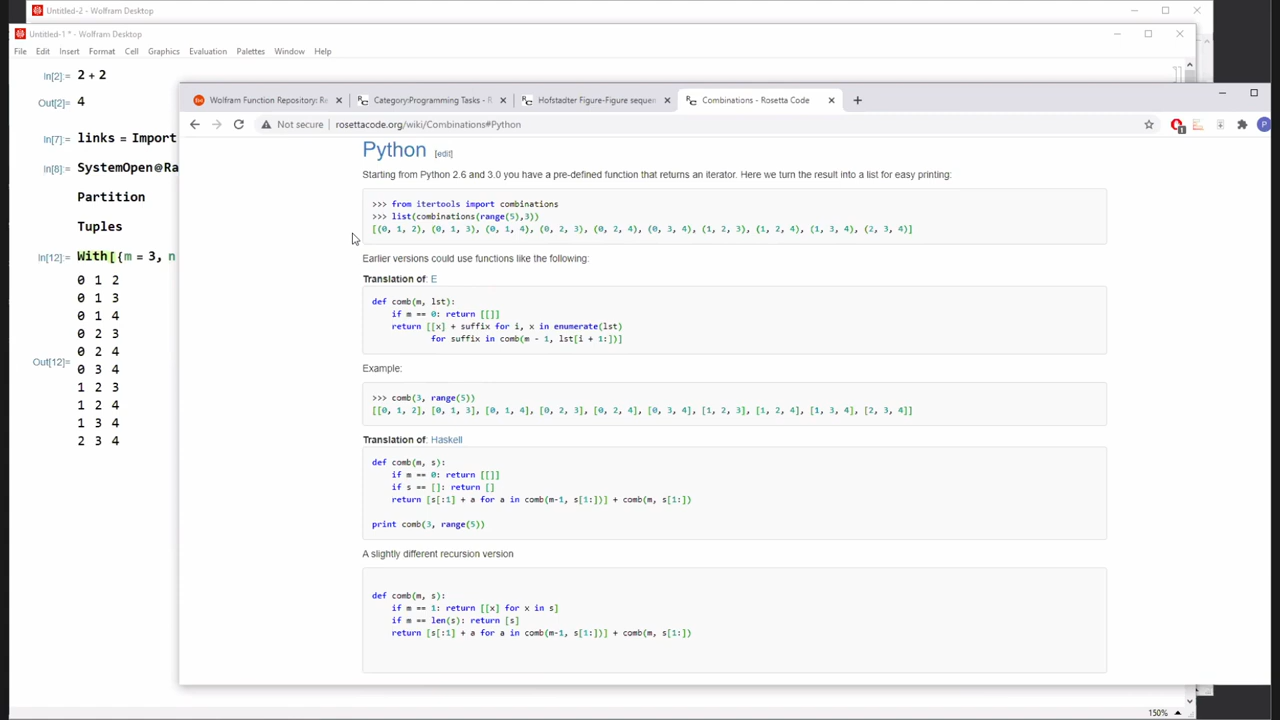 Untitled-2 - Wolfram Desktop
Untitled-1 * - Wolfram Desktop
File Edit Insert Format Cell Graphics Evaluation Palettes Window Help
In[2]:= 2 + 2
Out[2]= 4
In[7]:= links = Import
In[8]:= SystemOpen@Ra
Partition
Tuples
In[12]:= With[{m = 3, n
0 1 2
0 1 3
0 1 4
0 2 3
0 2 4
Out[12]=
0 3 4
1 2 3
1 2 4
1 3 4
2 3 4
Wolfram Function Repository: Re
Category:Programming Tasks - R
Hofstadter Figure-Figure sequen
Combinations - Rosetta Code
Not secure | rosettacode.org/wiki/Combinations#Python
1
P
Python [edit]
Starting from Python 2.6 and 3.0 you have a pre-defined function that returns an iterator. Here we turn the result into a list for easy printing:
>>> from itertools import combinations
>>> list(combinations(range(5),3))
[(0, 1, 2), (0, 1, 3), (0, 1, 4), (0, 2, 3), (0, 2, 4), (0, 3, 4), (1, 2, 3), (1, 2, 4), (1, 3, 4), (2, 3, 4)]
Earlier versions could use functions like the following:
Translation of: E
def comb(m, lst):
if m == 0: return [[]]
return [[x] + suffix for i, x in enumerate(lst)
for suffix in comb(m - 1, lst[i + 1:])]
Example:
>>> comb(3, range(5))
[[0, 1, 2], [0, 1, 3], [0, 1, 4], [0, 2, 3], [0, 2, 4], [0, 3, 4], [1, 2, 3], [1, 2, 4], [1, 3, 4], [2, 3, 4]]
Translation of: Haskell
def comb(m, s):
if m == 0: return [[]]
if s == []: return []
return [s[:1] + a for a in comb(m-1, s[1:])] + comb(m, s[1:])
print comb(3, range(5))
A slightly different recursion version
def comb(m, s):
if m == 1: return [[x] for x in s]
if m == len(s): return [s]
return [s[:1] + a for a in comb(m-1, s[1:])] + comb(m, s[1:])
150%